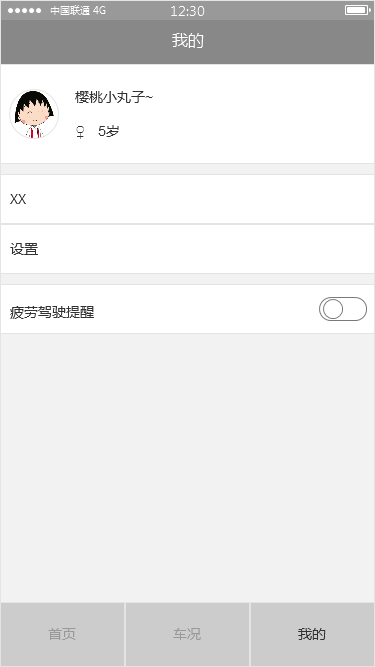 中国联通 4G 12:30
我的
樱桃小丸子~
♀ 5岁
XX
设置
疲劳驾驶提醒
首页 车况 我的